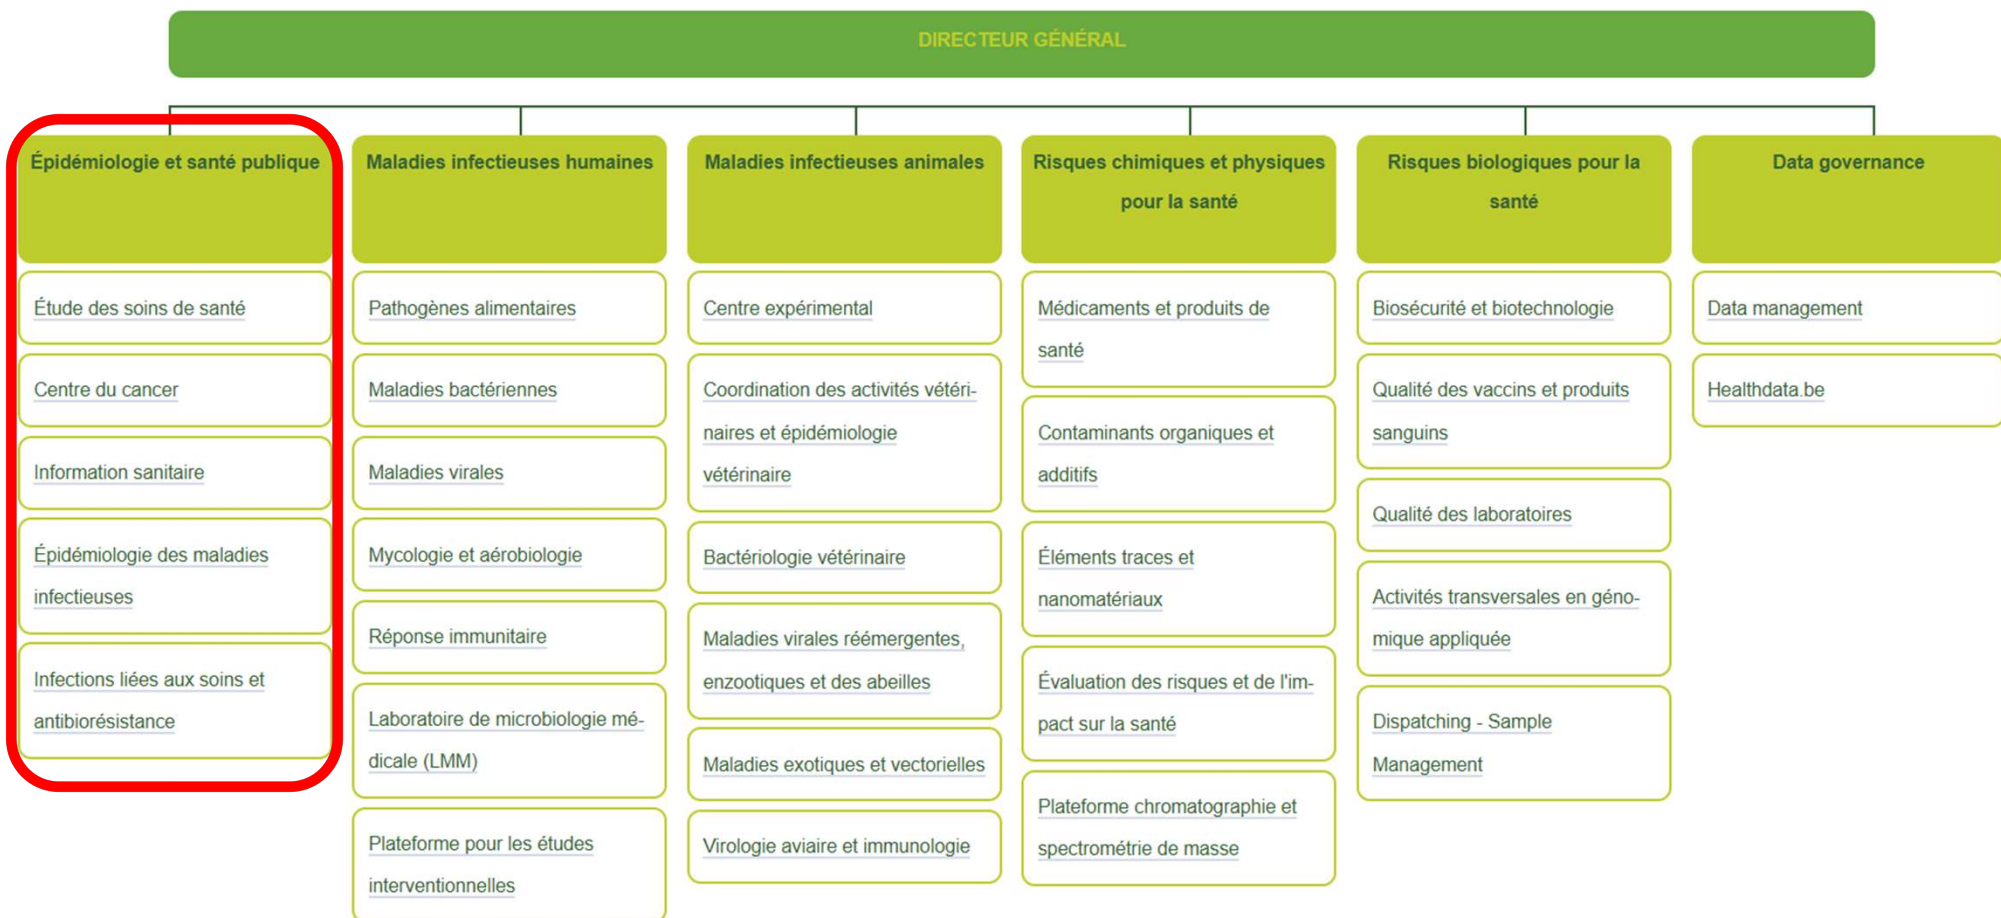 DIRECTEUR GÉNÉRAL
Épidémiologie et santé publique
Étude des soins de santé
Centre du cancer
Information sanitaire
Épidémiologie des maladies
infectieuses
Infections liées aux soins et
antibiorésistance
Maladies infectieuses humaines
Pathogènes alimentaires
Maladies bactériennes
Maladies virales
Mycologie et aérobiologie
Réponse immunitaire
Laboratoire de microbiologie mé-
dicale (LMM)
Plateforme pour les études
interventionnelles
Maladies infectieuses animales
Centre expérimental
Coordination des activités vétéri-
naires et épidémiologie
vétérinaire
Bactériologie vétérinaire
Maladies virales réémergentes,
enzootiques et des abeilles
Maladies exotiques et vectorielles
Virologie aviaire et immunologie
Risques chimiques et physiques
pour la santé
Médicaments et produits de
santé
Contaminants organiques et
additifs
Éléments traces et
nanomatériaux
Évaluation des risques et de l'im-
pact sur la santé
Plateforme chromatographie et
spectrométrie de masse
Risques biologiques pour la
santé
Biosécurité et biotechnologie
Qualité des vaccins et produits
sanguins
Qualité des laboratoires
Activités transversales en géno-
mique appliquée
Dispatching - Sample
Management
Data governance
Data management
Healthdata.be